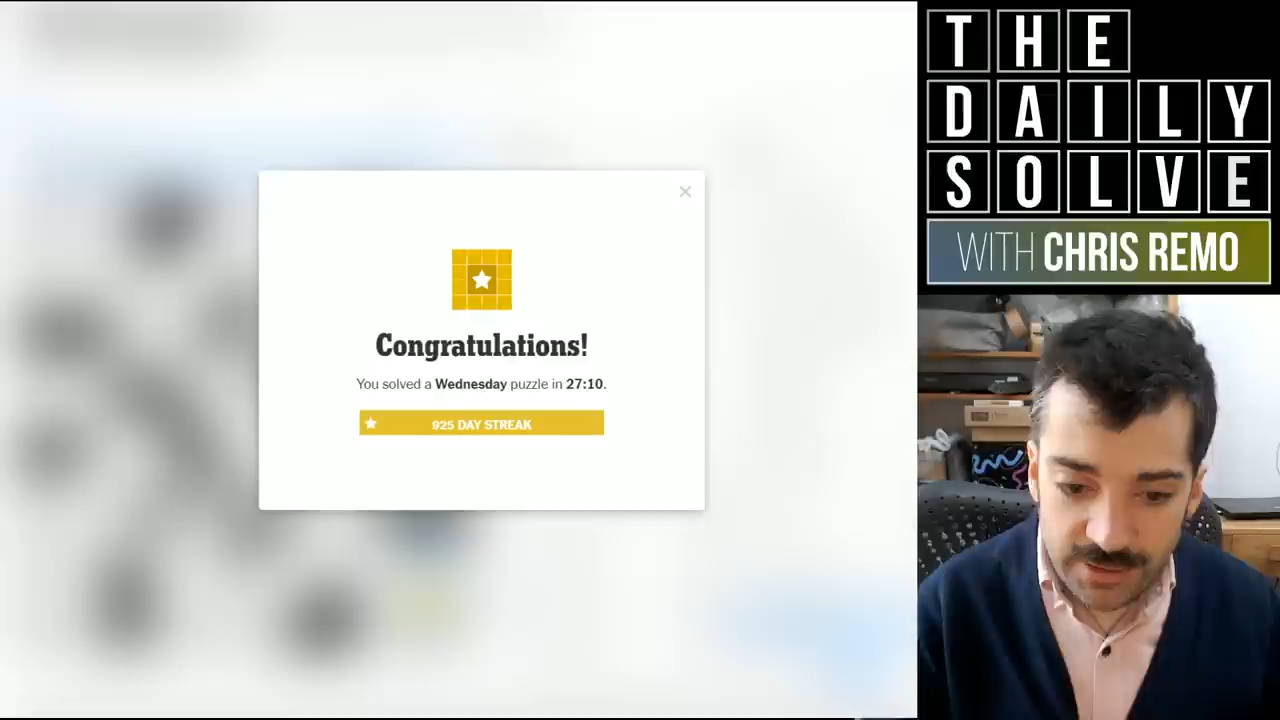 Congratulations!
You solved a Wednesday puzzle in 27:10.
925 DAY STREAK
THE
DAILY
SOLVE
WITH CHRIS REMO